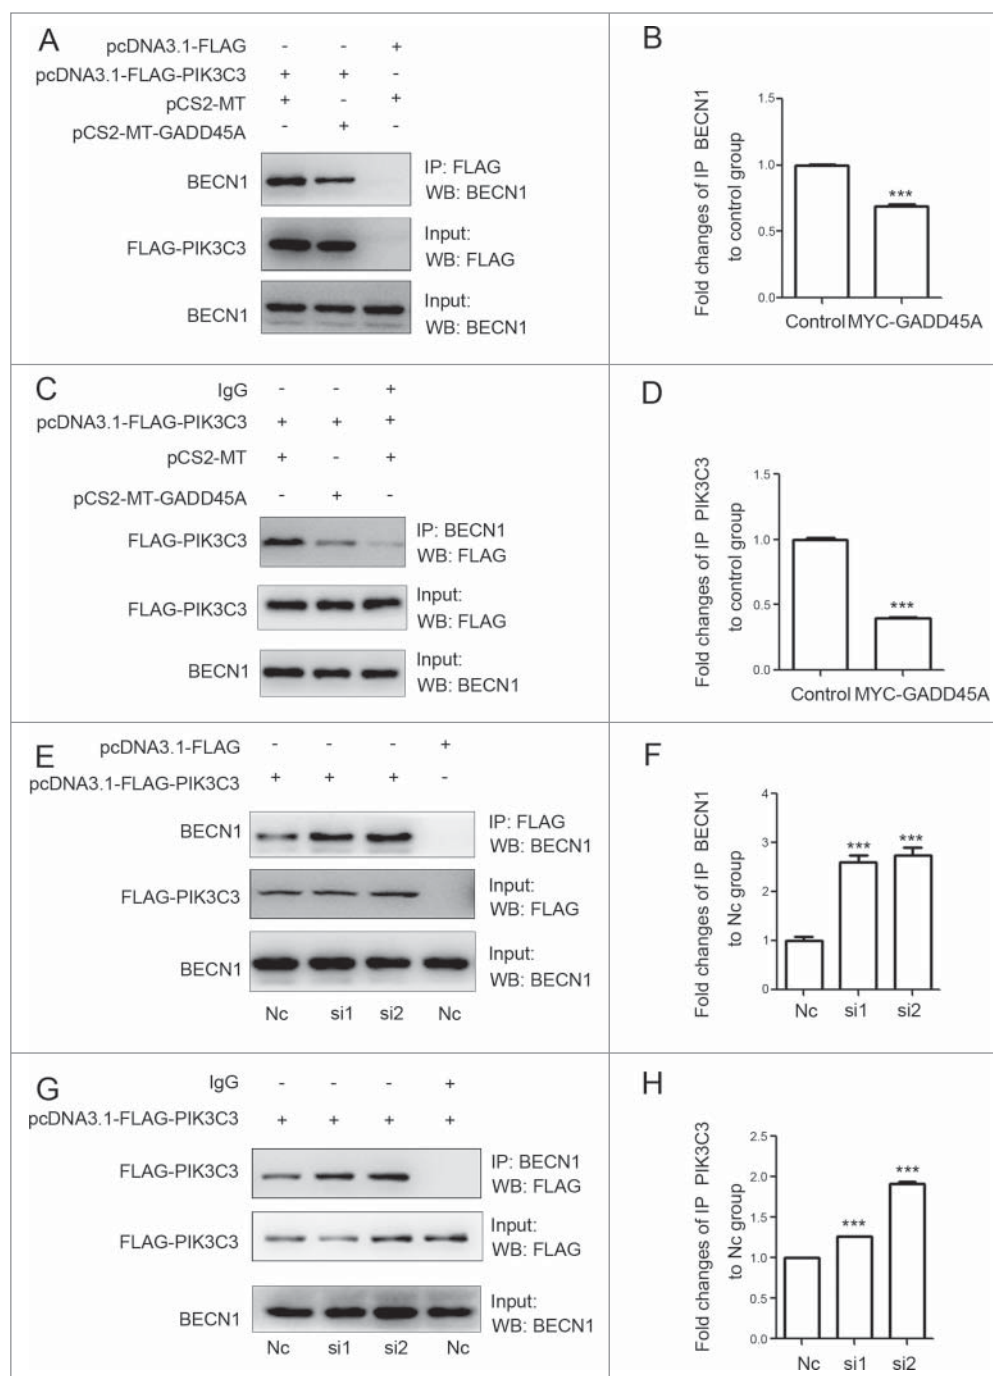 A
pcDNA3.1-FLAG - - +
pcDNA3.1-FLAG-PIK3C3 + + -
pCS2-MT + - +
pCS2-MT-GADD45A - + -
BECN1
IP: FLAG
WB: BECN1
FLAG-PIK3C3
Input:
WB: FLAG
BECN1
Input:
WB: BECN1
B
Fold changes of IP BECN1
to control group
1.5
1.0
0.5
0.0
***
Control MYC-GADD45A
C
IgG - - +
pcDNA3.1-FLAG-PIK3C3 + + +
pCS2-MT + - +
pCS2-MT-GADD45A - + -
FLAG-PIK3C3
IP: BECN1
WB: FLAG
FLAG-PIK3C3
Input:
WB: FLAG
BECN1
Input:
WB: BECN1
D
Fold changes of IP PIK3C3
to control group
1.5
1.0
0.5
0.0
***
Control MYC-GADD45A
E
pcDNA3.1-FLAG - - - +
pcDNA3.1-FLAG-PIK3C3 + + + -
BECN1
IP: FLAG
WB: BECN1
FLAG-PIK3C3
Input:
WB: FLAG
BECN1
Input:
WB: BECN1
Nc si1 si2 Nc
F
Fold changes of IP BECN1
to Nc group
4
3
2
1
0
*** ***
Nc si1 si2
G
IgG - - - +
pcDNA3.1-FLAG-PIK3C3 + + + +
FLAG-PIK3C3
IP: BECN1
WB: FLAG
FLAG-PIK3C3
Input:
WB: FLAG
BECN1
Input:
WB: BECN1
Nc si1 si2 Nc
H
Fold changes of IP PIK3C3
to Nc group
2.5
2.0
1.5
1.0
0.5
0.0
*** ***
Nc si1 si2